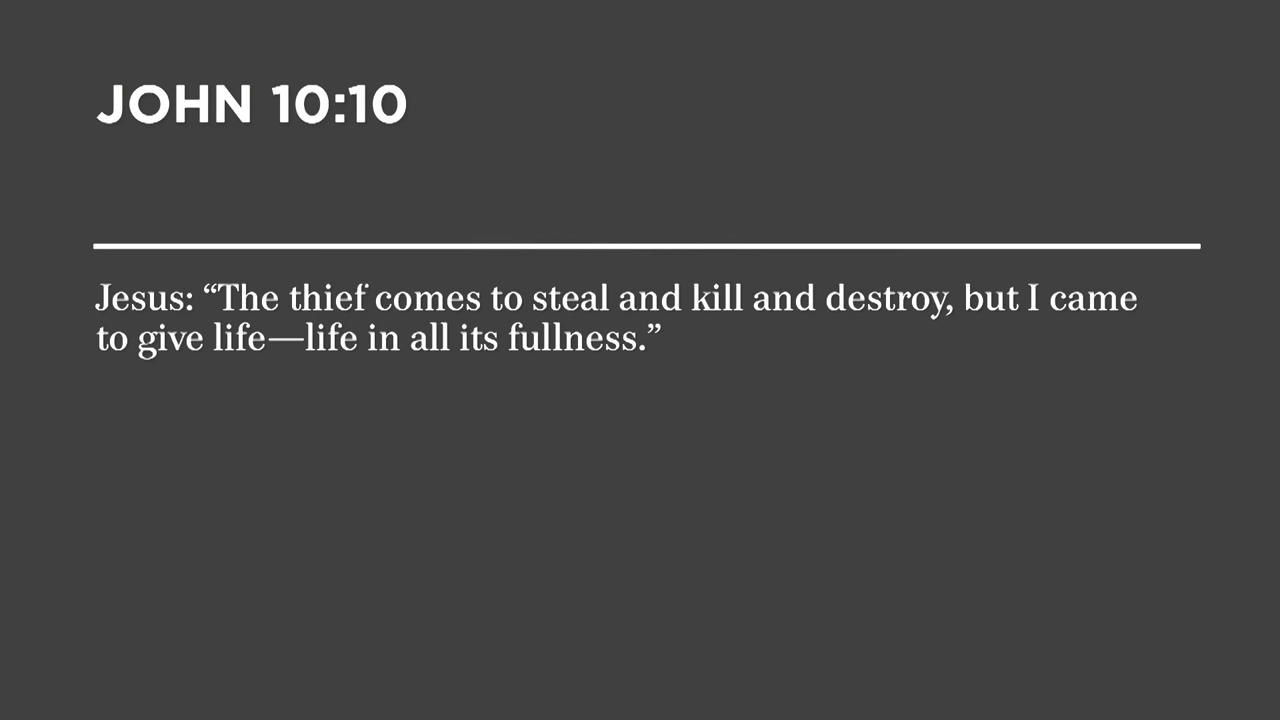 JOHN 10:10
Jesus: “The thief comes to steal and kill and destroy, but I came
to give life—life in all its fullness.”